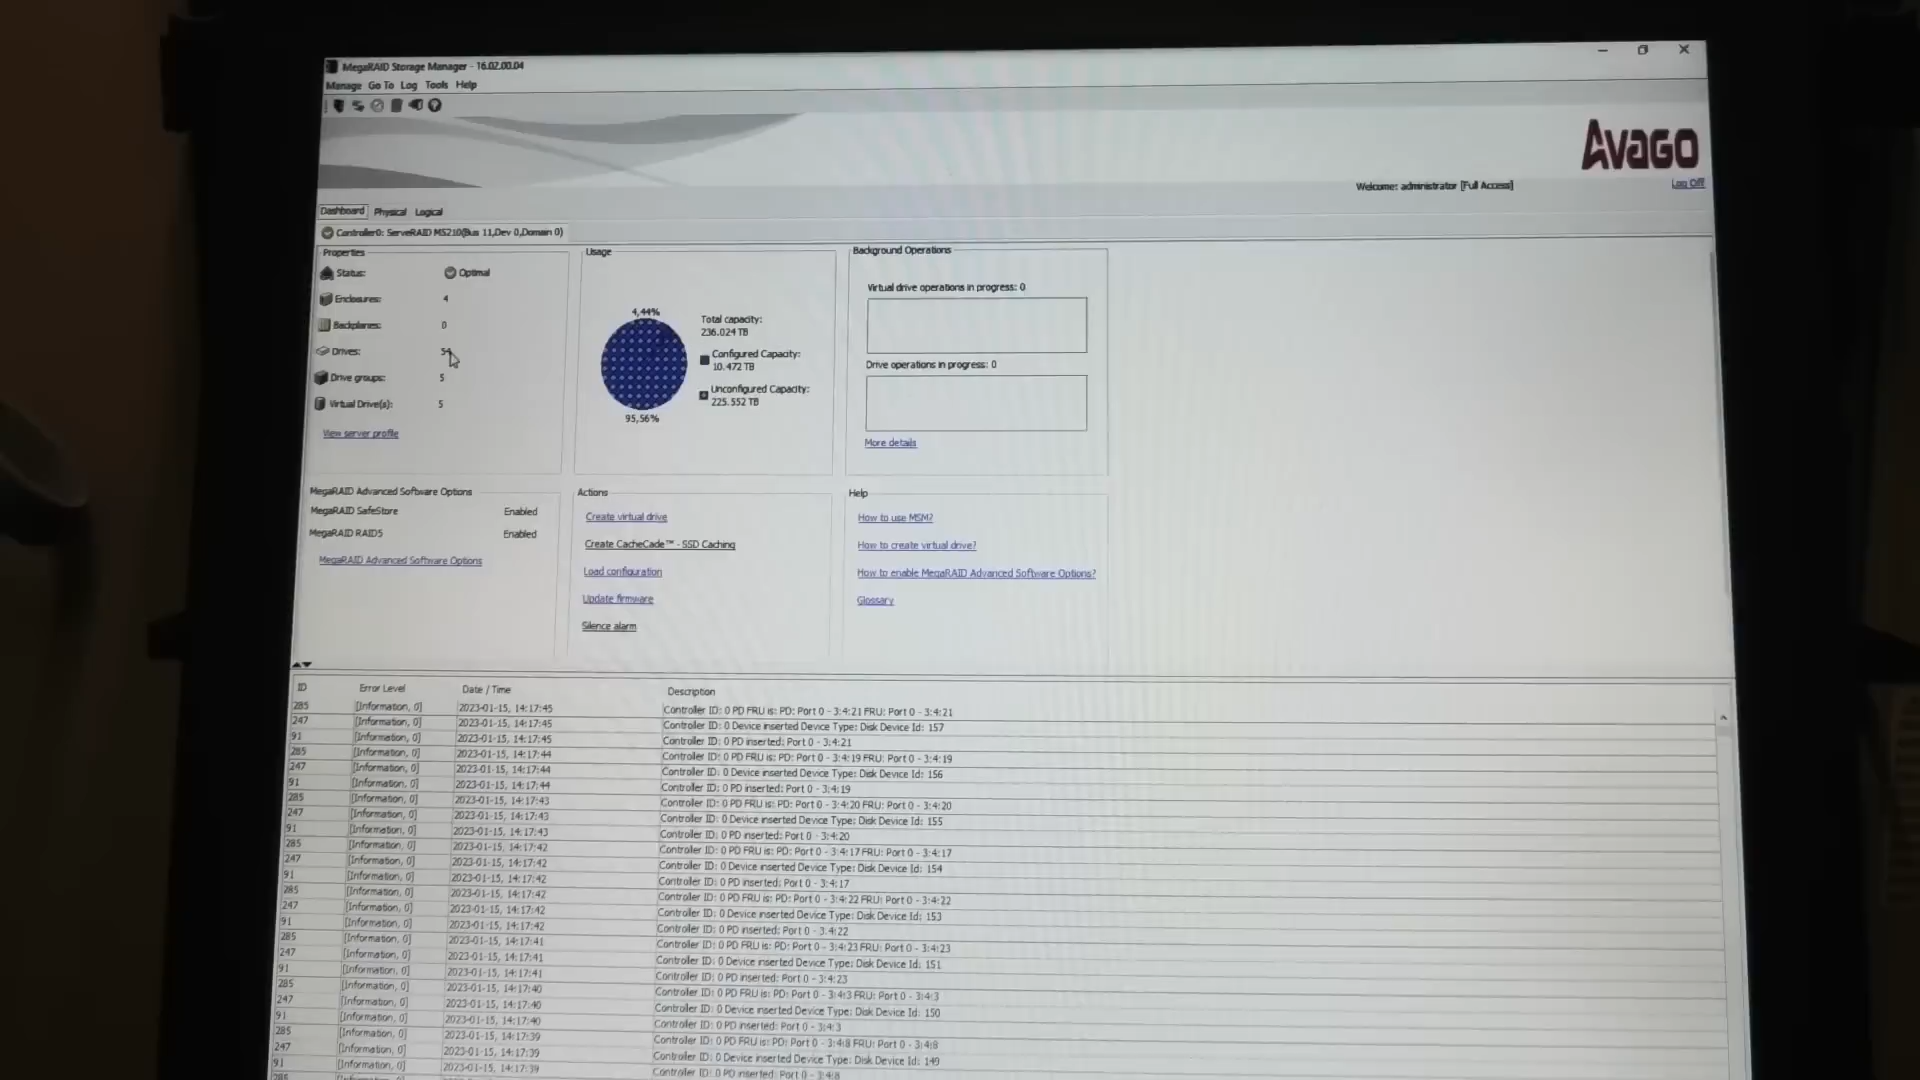 MegaRAID Storage Manager - 16.02.00.04
Manage Go To Log Tools Help
AVAGO
Welcome: administrator [Full Access]
Log Off
Dashboard Physical Logical
Controller0: ServeRAID M5210(Bus 11,Dev 0,Domain 0)
Properties
Status: Optimal
Enclosures: 4
Backplanes: 0
Drives: 54
Drive groups: 5
Virtual Drive(s): 5
View server profile
Usage
4,44%
95,56%
Total capacity:
236.024 TB
Configured Capacity:
10.472 TB
Unconfigured Capacity:
225.552 TB
Background Operations
Virtual drive operations in progress: 0
Drive operations in progress: 0
More details
MegaRAID Advanced Software Options
MegaRAID SafeStore Enabled
MegaRAID RAID5 Enabled
MegaRAID Advanced Software Options
Actions
Create virtual drive
Create CacheCade™ - SSD Caching
Load configuration
Update firmware
Silence alarm
Help
How to use MSM?
How to create virtual drive?
How to enable MegaRAID Advanced Software Options?
Glossary
ID Error Level Date / Time Description
285 [Information, 0] 2023-01-15, 14:17:45 Controller ID: 0 PD FRU is: PD: Port 0 - 3:4:21 FRU: Port 0 - 3:4:21
247 [Information, 0] 2023-01-15, 14:17:45 Controller ID: 0 Device inserted Device Type: Disk Device Id: 157
91 [Information, 0] 2023-01-15, 14:17:45 Controller ID: 0 PD inserted: Port 0 - 3:4:21
285 [Information, 0] 2023-01-15, 14:17:44 Controller ID: 0 PD FRU is: PD: Port 0 - 3:4:19 FRU: Port 0 - 3:4:19
247 [Information, 0] 2023-01-15, 14:17:44 Controller ID: 0 Device inserted Device Type: Disk Device Id: 156
91 [Information, 0] 2023-01-15, 14:17:44 Controller ID: 0 PD inserted: Port 0 - 3:4:19
285 [Information, 0] 2023-01-15, 14:17:43 Controller ID: 0 PD FRU is: PD: Port 0 - 3:4:20 FRU: Port 0 - 3:4:20
247 [Information, 0] 2023-01-15, 14:17:43 Controller ID: 0 Device inserted Device Type: Disk Device Id: 155
91 [Information, 0] 2023-01-15, 14:17:43 Controller ID: 0 PD inserted: Port 0 - 3:4:20
285 [Information, 0] 2023-01-15, 14:17:42 Controller ID: 0 PD FRU is: PD: Port 0 - 3:4:17 FRU: Port 0 - 3:4:17
247 [Information, 0] 2023-01-15, 14:17:42 Controller ID: 0 Device inserted Device Type: Disk Device Id: 154
91 [Information, 0] 2023-01-15, 14:17:42 Controller ID: 0 PD inserted: Port 0 - 3:4:17
285 [Information, 0] 2023-01-15, 14:17:42 Controller ID: 0 PD FRU is: PD: Port 0 - 3:4:22 FRU: Port 0 - 3:4:22
247 [Information, 0] 2023-01-15, 14:17:42 Controller ID: 0 Device inserted Device Type: Disk Device Id: 153
91 [Information, 0] 2023-01-15, 14:17:42 Controller ID: 0 PD inserted: Port 0 - 3:4:22
285 [Information, 0] 2023-01-15, 14:17:41 Controller ID: 0 PD FRU is: PD: Port 0 - 3:4:23 FRU: Port 0 - 3:4:23
247 [Information, 0] 2023-01-15, 14:17:41 Controller ID: 0 Device inserted Device Type: Disk Device Id: 151
91 [Information, 0] 2023-01-15, 14:17:41 Controller ID: 0 PD inserted: Port 0 - 3:4:23
285 [Information, 0] 2023-01-15, 14:17:40 Controller ID: 0 PD FRU is: PD: Port 0 - 3:4:3 FRU: Port 0 - 3:4:3
247 [Information, 0] 2023-01-15, 14:17:40 Controller ID: 0 Device inserted Device Type: Disk Device Id: 150
91 [Information, 0] 2023-01-15, 14:17:40 Controller ID: 0 PD inserted: Port 0 - 3:4:3
285 [Information, 0] 2023-01-15, 14:17:39 Controller ID: 0 PD FRU is: PD: Port 0 - 3:4:8 FRU: Port 0 - 3:4:8
247 [Information, 0] 2023-01-15, 14:17:39 Controller ID: 0 Device inserted Device Type: Disk Device Id: 149
91 [Information, 0] 2023-01-15, 14:17:39 Controller ID: 0 PD inserted: Port 0 - 3:4:8
285